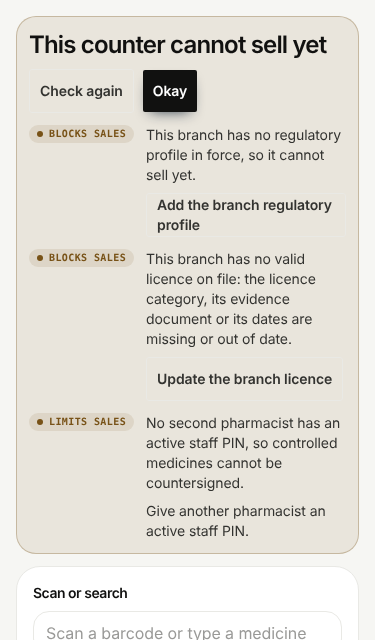 This counter cannot sell yet
Check again
Okay
BLOCKS SALES
This branch has no regulatory
profile in force, so it cannot
sell yet.
Add the branch regulatory
profile
BLOCKS SALES
This branch has no valid
licence on file: the licence
category, its evidence
document or its dates are
missing or out of date.
Update the branch licence
LIMITS SALES
No second pharmacist has an
active staff PIN, so controlled
medicines cannot be
countersigned.
Give another pharmacist an
active staff PIN.
Scan or search
Scan a barcode or type a medicine